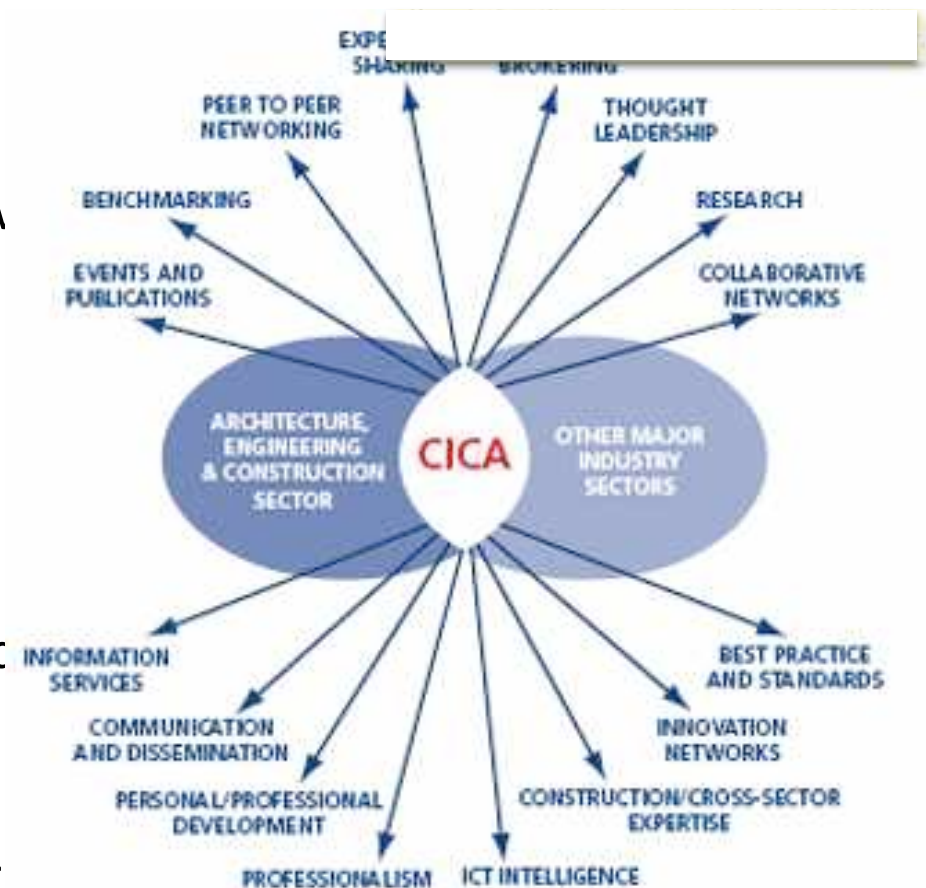 SHARING
BROKERING
PEER TO PEER
NETWORKING
THOUGHT
LEADERSHIP
BENCHMARKING
RESEARCH
EVENTS AND
PUBLICATIONS
COLLABORATIVE
NETWORKS
ARCHITECTURE,
ENGINEERING
& CONSTRUCTION
SECTOR
CICA
OTHER MAJOR
INDUSTRY
SECTORS
INFORMATION
SERVICES
BEST PRACTICE
AND STANDARDS
COMMUNICATION
AND DISSEMINATION
INNOVATION
NETWORKS
PERSONAL/PROFESSIONAL
DEVELOPMENT
CONSTRUCTION/CROSS-SECTOR
EXPERTISE
PROFESSIONALISM
ICT INTELLIGENCE